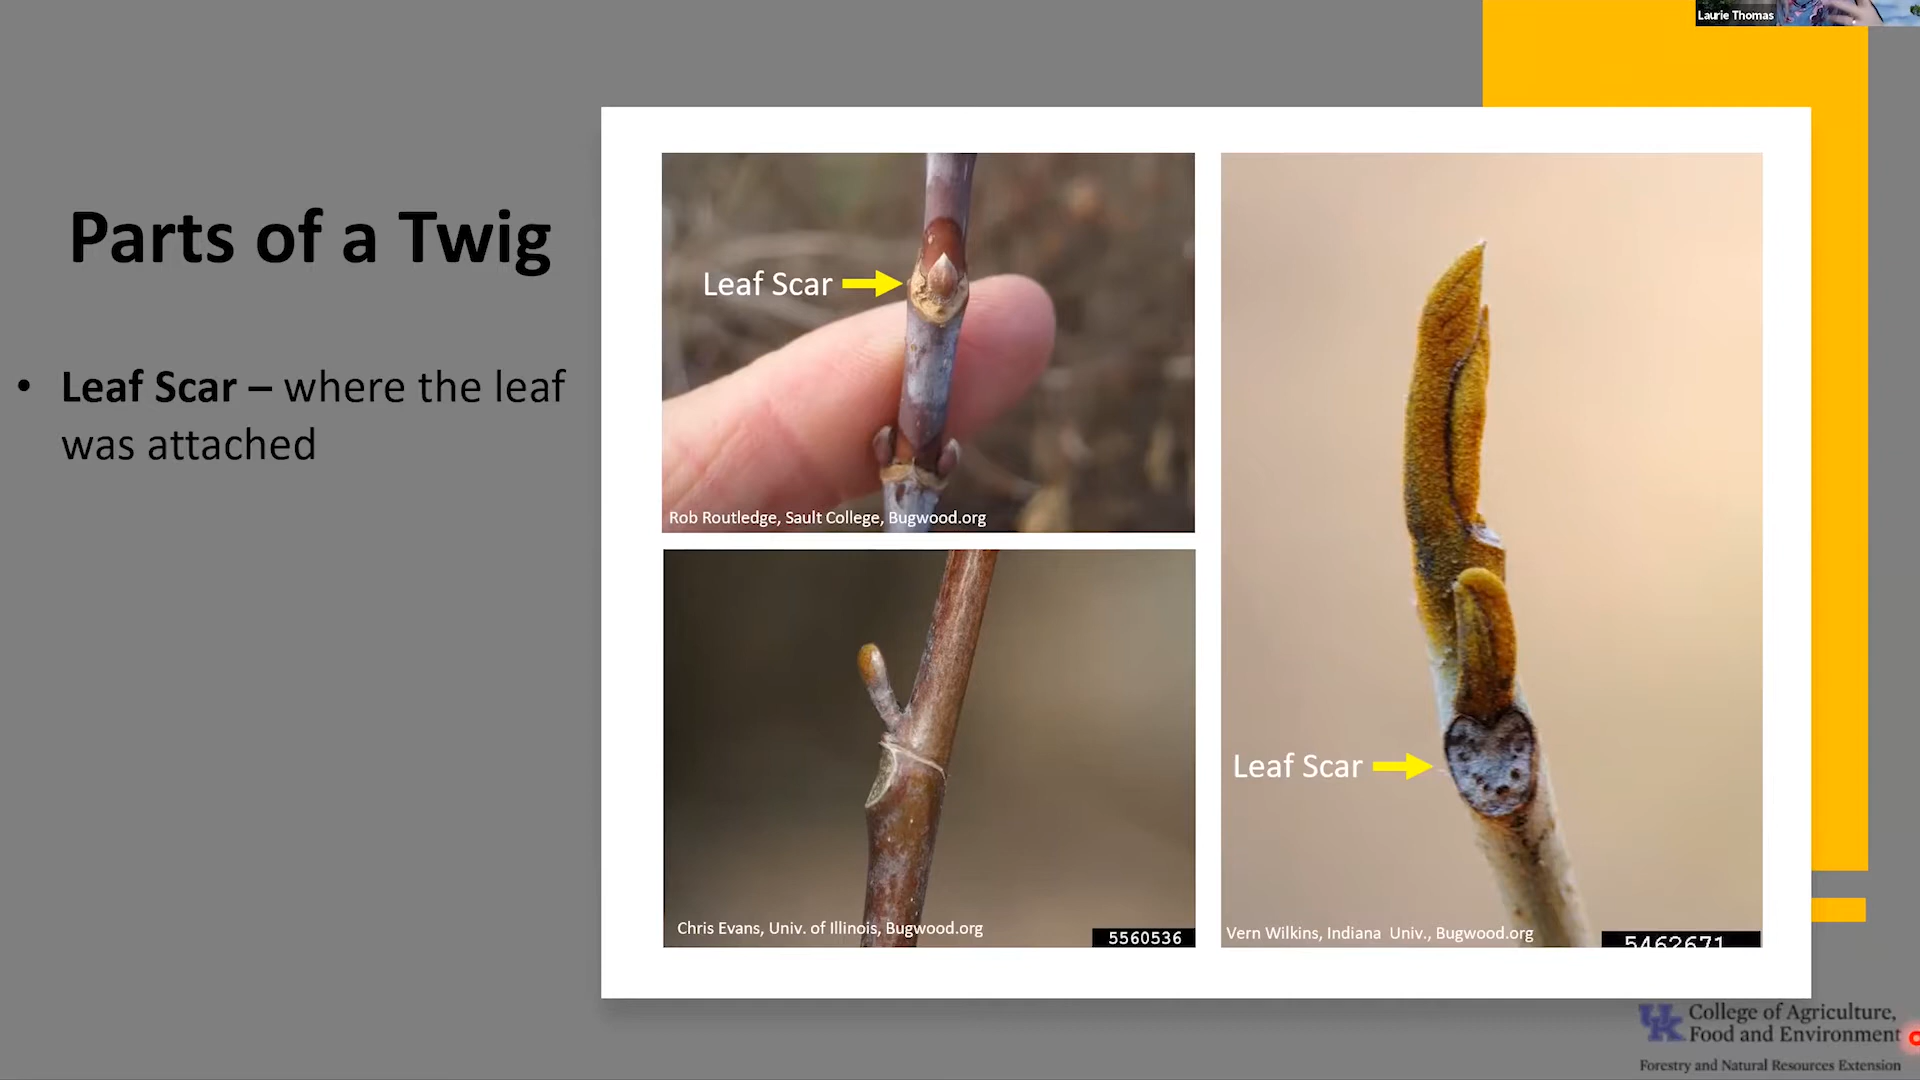 Laurie Thomas
Parts of a Twig
• Leaf Scar – where the leaf
was attached
Leaf Scar
Rob Routledge, Sault College, Bugwood.org
Chris Evans, Univ. of Illinois, Bugwood.org
5560536
Leaf Scar
Vern Wilkins, Indiana Univ., Bugwood.org
5462671
UK College of Agriculture,
Food and Environment
Forestry and Natural Resources Extension